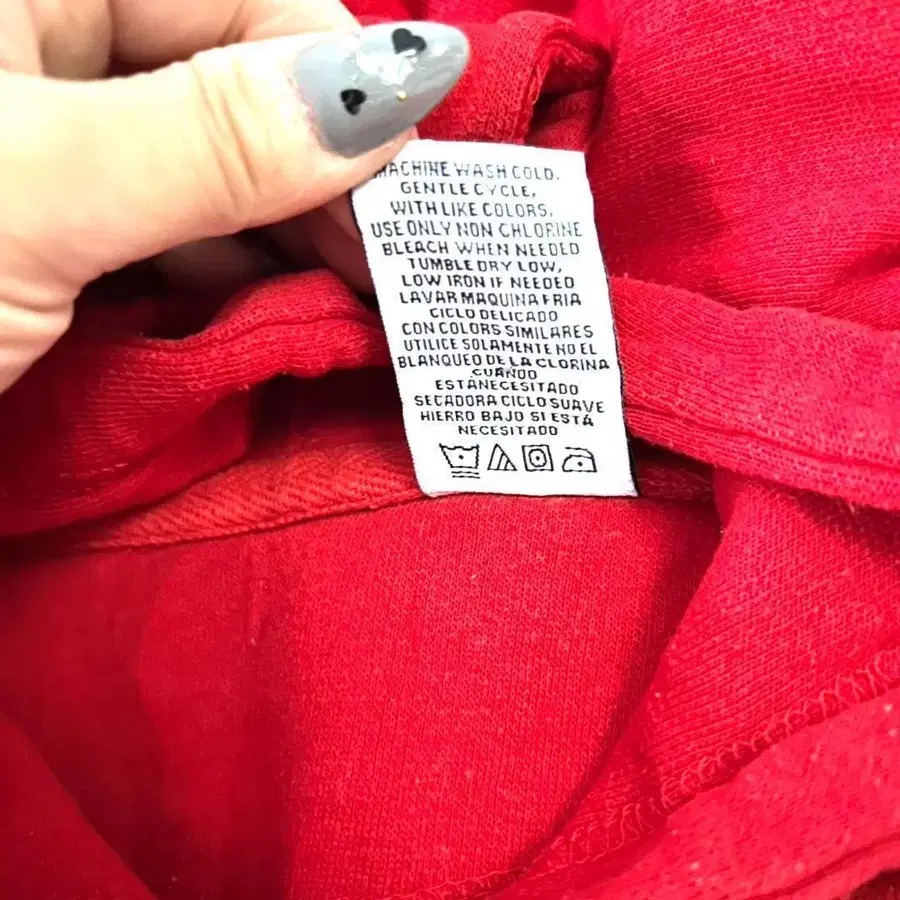 MACHINE WASH COLD.
GENTLE CYCLE,
WITH LIKE COLORS,
USE ONLY NON CHLORINE
BLEACH WHEN NEEDED
TUMBLE DRY LOW,
LOW IRON IF NEEDED
LAVAR MAQUINA FRIA
CICLO DELICADO
CON COLORS SIMILARES
UTILICE SOLAMENTE NO EL
BLANQUEO DE LA CLORINA
CUANDO
ESTÁNECESITADO
SECADORA CICLO SUAVE
HIERRO BAJO SI ESTÁ
NECESITADO